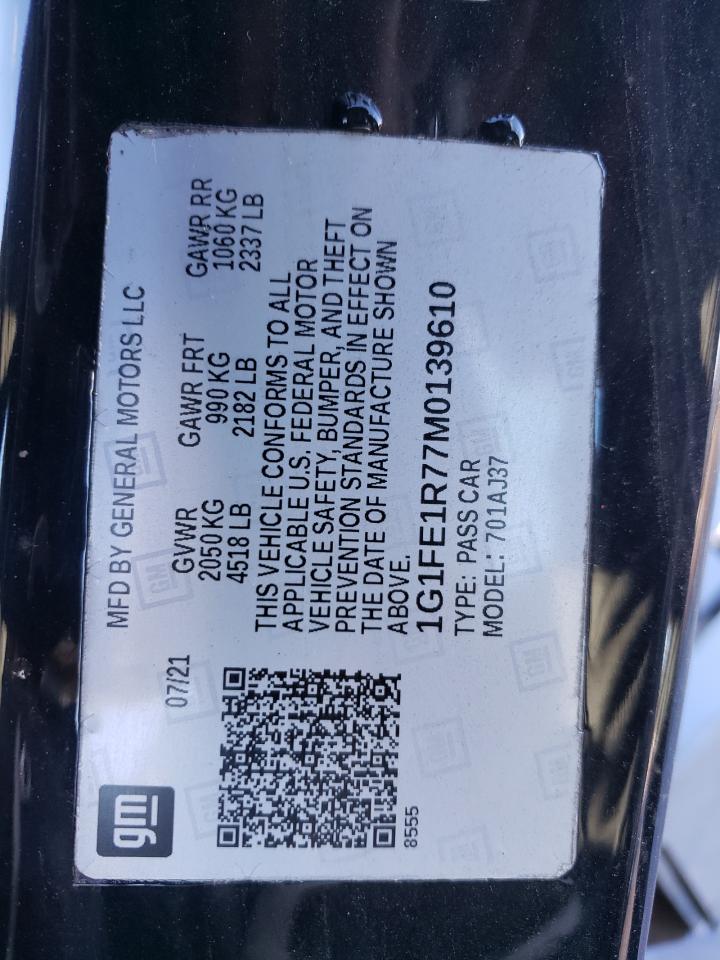 gm
07/21
MFD BY GENERAL MOTORS LLC
GVWR GAWR FRT GAWR RR
2050 KG 990 KG 1060 KG
4518 LB 2182 LB 2337 LB
THIS VEHICLE CONFORMS TO ALL
APPLICABLE U.S. FEDERAL MOTOR
VEHICLE SAFETY, BUMPER, AND THEFT
PREVENTION STANDARDS IN EFFECT ON
THE DATE OF MANUFACTURE SHOWN
ABOVE.
1G1FE1R77M0139610
TYPE: PASS CAR
MODEL: 701AJ37
8555